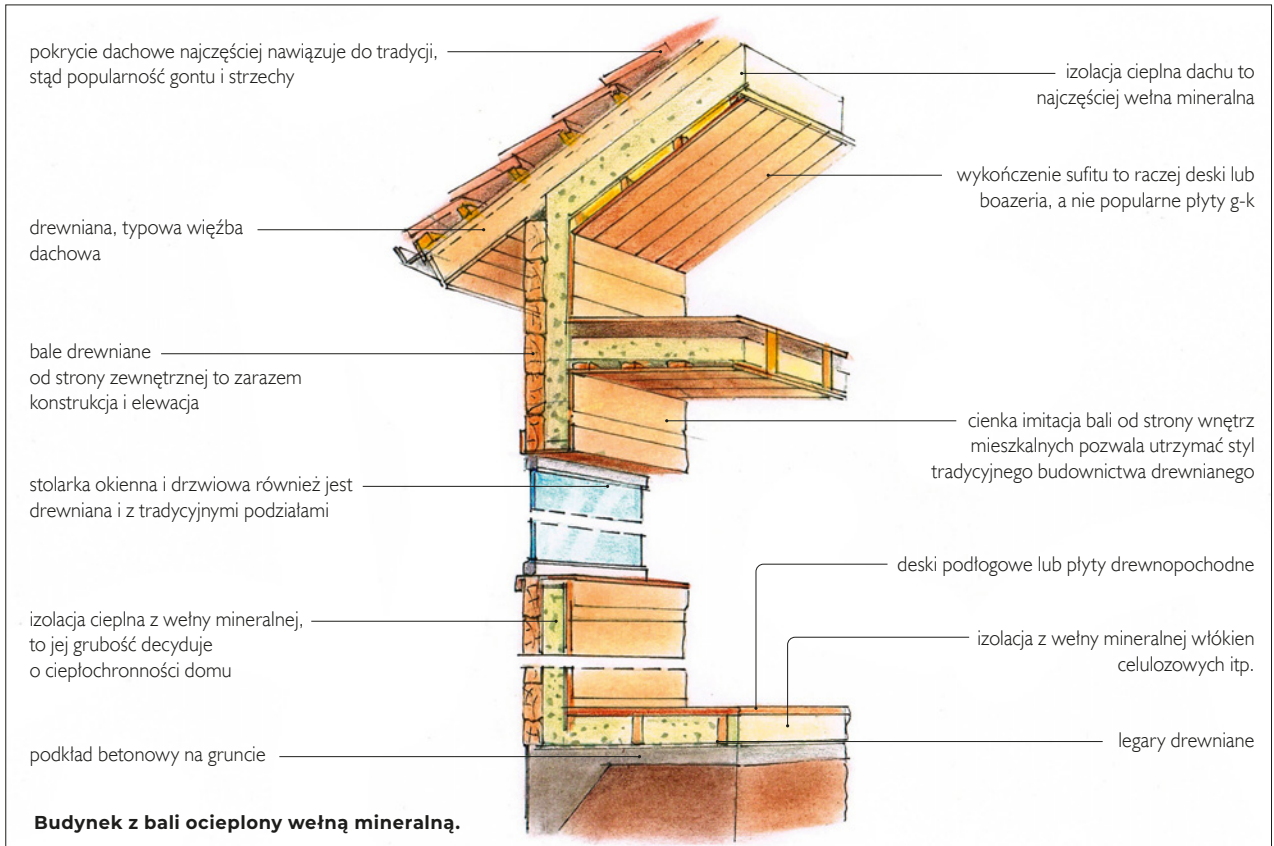 pokrycie dachowe najczęściej nawiązuje do tradycji,
stąd popularność gontu i strzechy
drewniana, typowa więźba
dachowa
bale drewniane
od strony zewnętrznej to zarazem
konstrukcja i elewacja
stolarka okienna i drzwiowa również jest
drewniana i z tradycyjnymi podziałami
izolacja cieplna z wełny mineralnej,
to jej grubość decyduje
o ciepłochronności domu
podkład betonowy na gruncie
izolacja cieplna dachu to
najczęściej wełna mineralna
wykończenie sufitu to raczej deski lub
boazeria, a nie popularne płyty g-k
cienka imitacja bali od strony wnętrz
mieszkalnych pozwala utrzymać styl
tradycyjnego budownictwa drewnianego
deski podłogowe lub płyty drewnopochodne
izolacja z wełny mineralnej włókien
celulozowych itp.
legary drewniane
Budynek z bali ocieplony wełną mineralną.